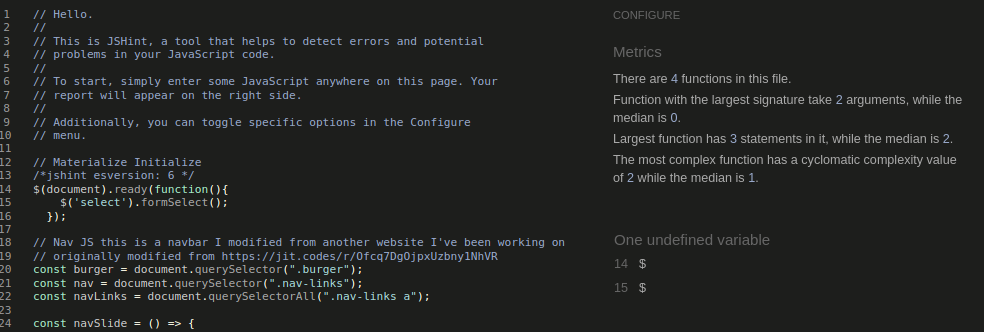 1 // Hello.
2 //
3 // This is JSHint, a tool that helps to detect errors and potential
4 // problems in your JavaScript code.
5 //
6 // To start, simply enter some JavaScript anywhere on this page. Your
7 // report will appear on the right side.
8 //
9 // Additionally, you can toggle specific options in the Configure
10 // menu.
11
12 // Materialize Initialize
13 /*jshint esversion: 6 */
14 $(document).ready(function(){
15 $('select').formSelect();
16 });
17
18 // Nav JS this is a navbar I modified from another website I've been working on
19 // originally modified from https://jit.codes/r/Ofcq7DgOjpxUzbny1NhVR
20 const burger = document.querySelector(".burger");
21 const nav = document.querySelector(".nav-links");
22 const navLinks = document.querySelectorAll(".nav-links a");
23
24 const navSlide = () => {
CONFIGURE
Metrics
There are 4 functions in this file.
Function with the largest signature take 2 arguments, while the
median is 0.
Largest function has 3 statements in it, while the median is 2.
The most complex function has a cyclomatic complexity value
of 2 while the median is 1.
One undefined variable
14 $
15 $